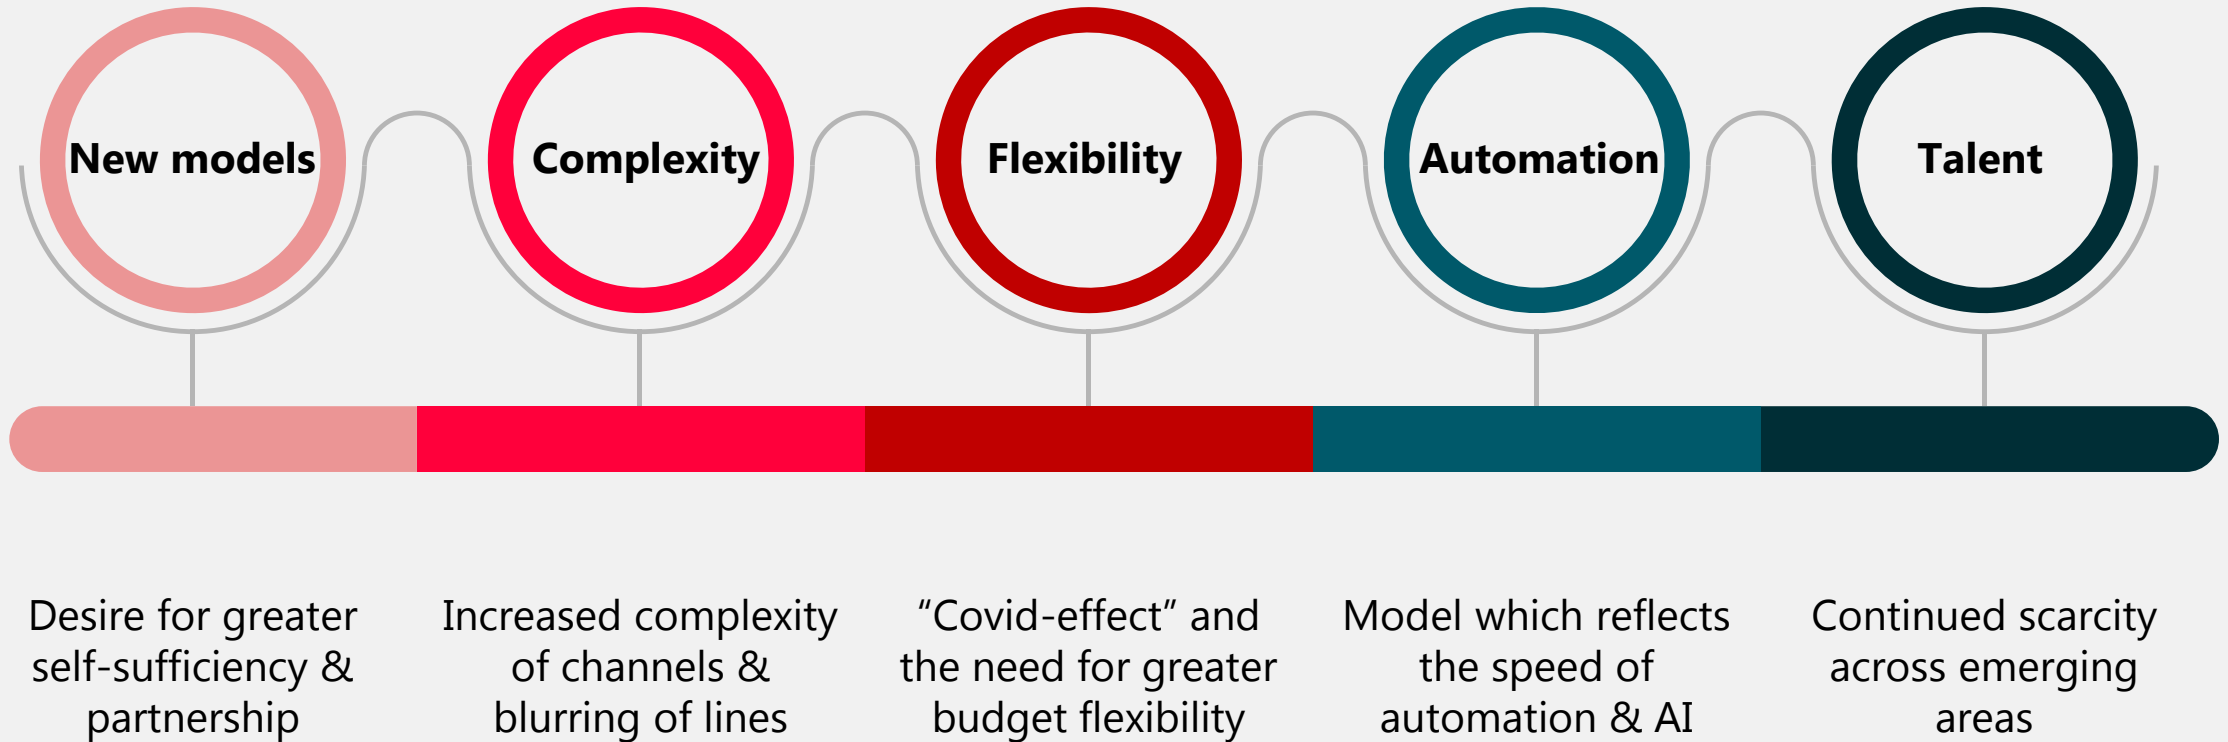 New models
Complexity
Flexibility
Automation
Talent
Desire for greater
self-sufficiency &
partnership
Increased complexity
of channels &
blurring of lines
“Covid-effect” and
the need for greater
budget flexibility
Model which reflects
the speed of
automation & AI
Continued scarcity
across emerging
areas